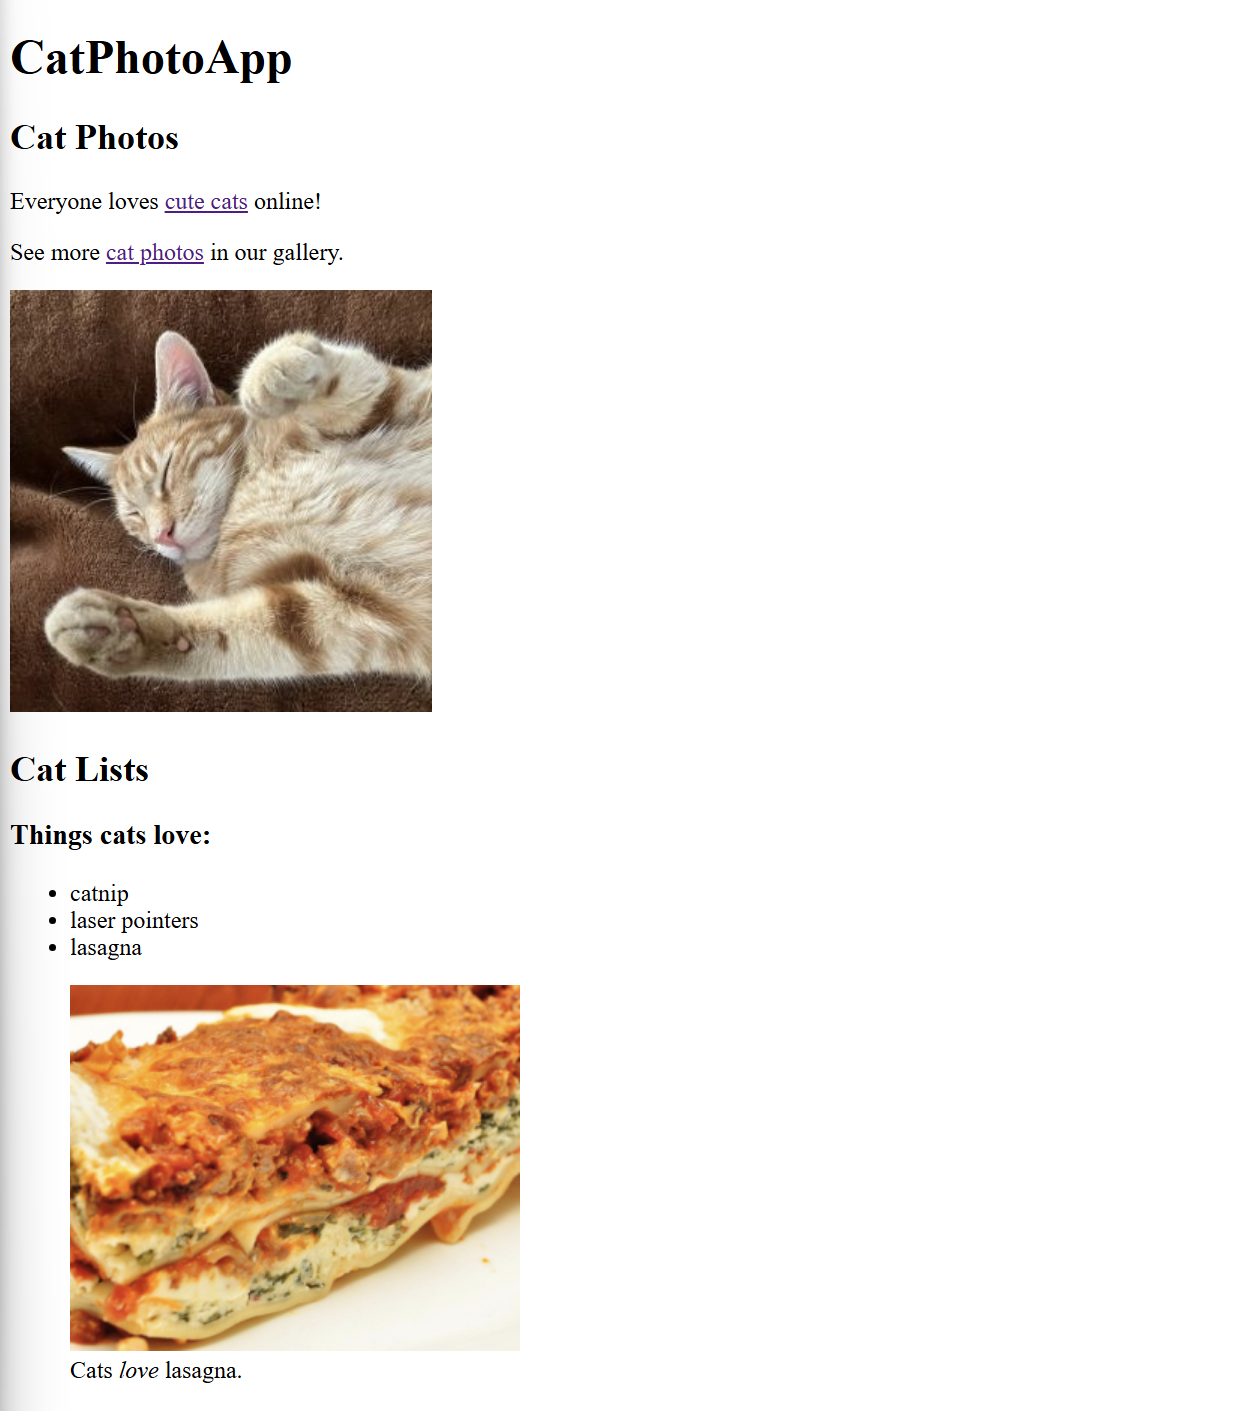 CatPhotoApp
Cat Photos
Everyone loves cute cats online!
See more cat photos in our gallery.
Cat Lists
Things cats love:
catnip
laser pointers
lasagna
Cats love lasagna.